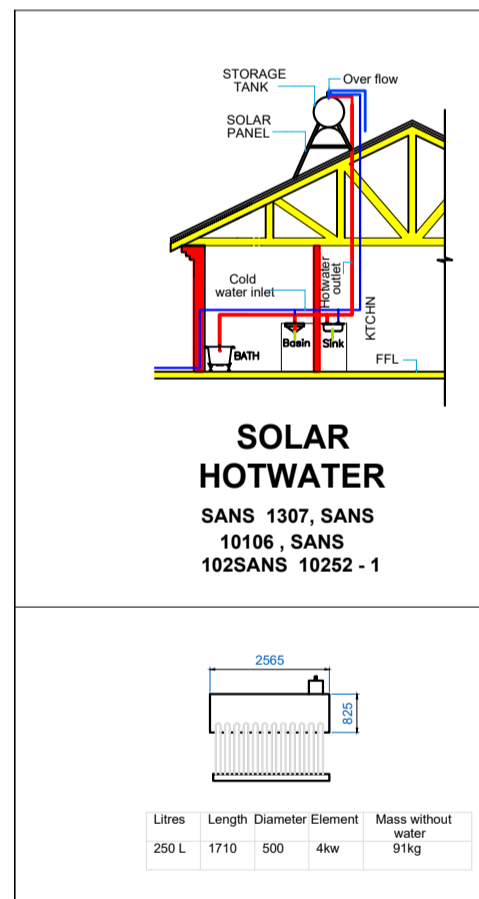 STORAGE
TANK
Over flow
SOLAR
PANEL
Cold
water inlet
Hotwater
outlet
KTCHN
Basin
Sink
BATH
FFL
SOLAR
HOTWATER
SANS 1307, SANS
10106 , SANS
102SANS 10252 - 1
2565
825
Litres Length Diameter Element Mass without
water
250 L 1710 500 4kw 91kg